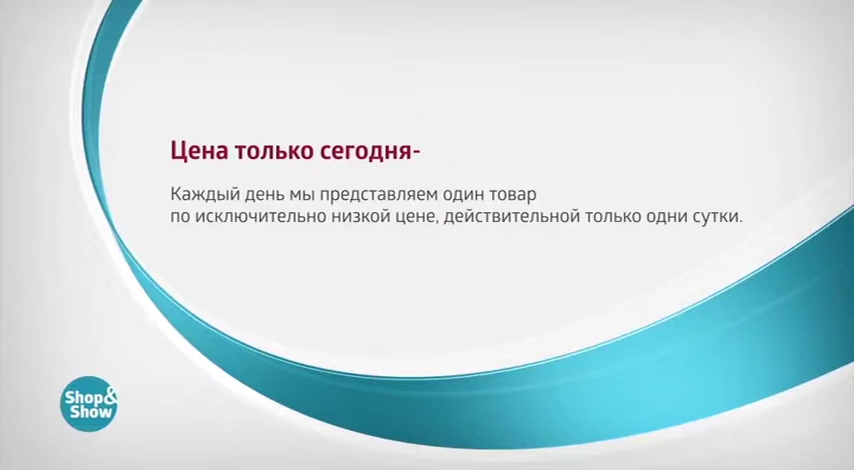 Цена только сегодня-
Каждый день мы представляем один товар
по исключительно низкой цене, действительной только одни сутки.
Shop&
Show